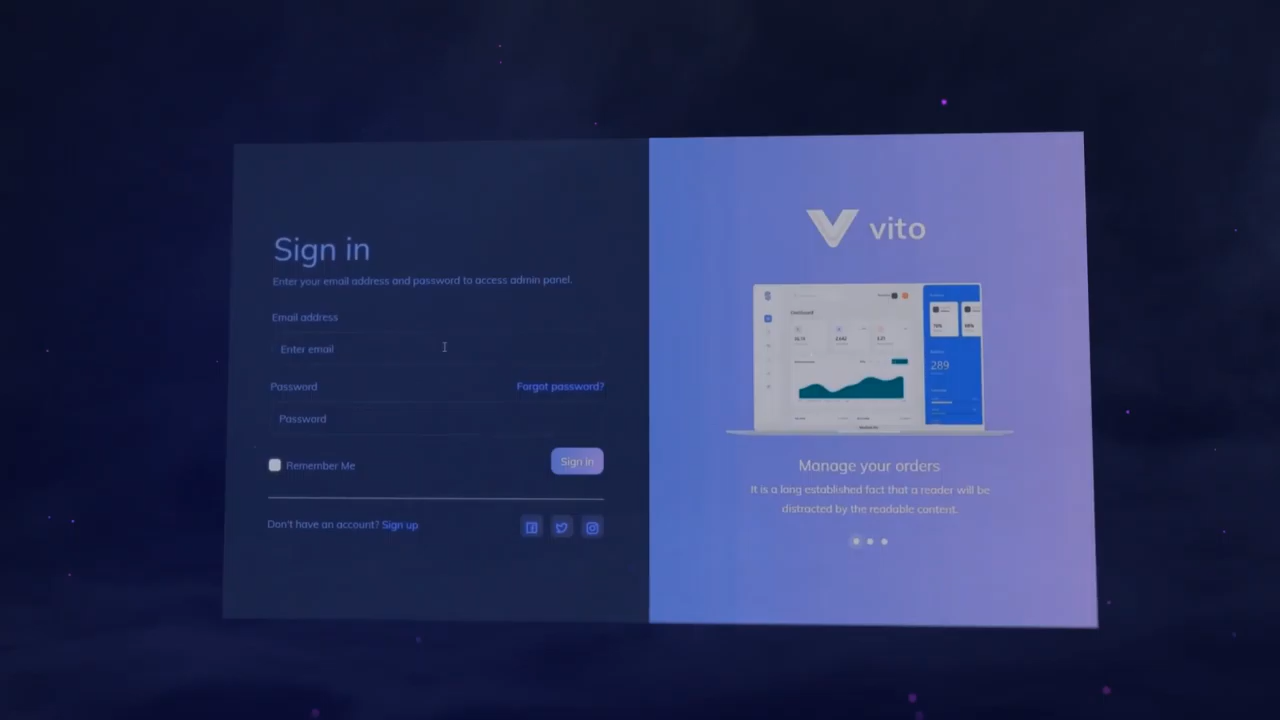 Sign in
Enter your email address and password to access admin panel.
Email address
Enter email
Password
Forgot password?
Password
Remember Me
Sign in
Don't have an account? Sign up
vito
Dashboard
289
Manage your orders
It is a long established fact that a reader will be
distracted by the readable content.